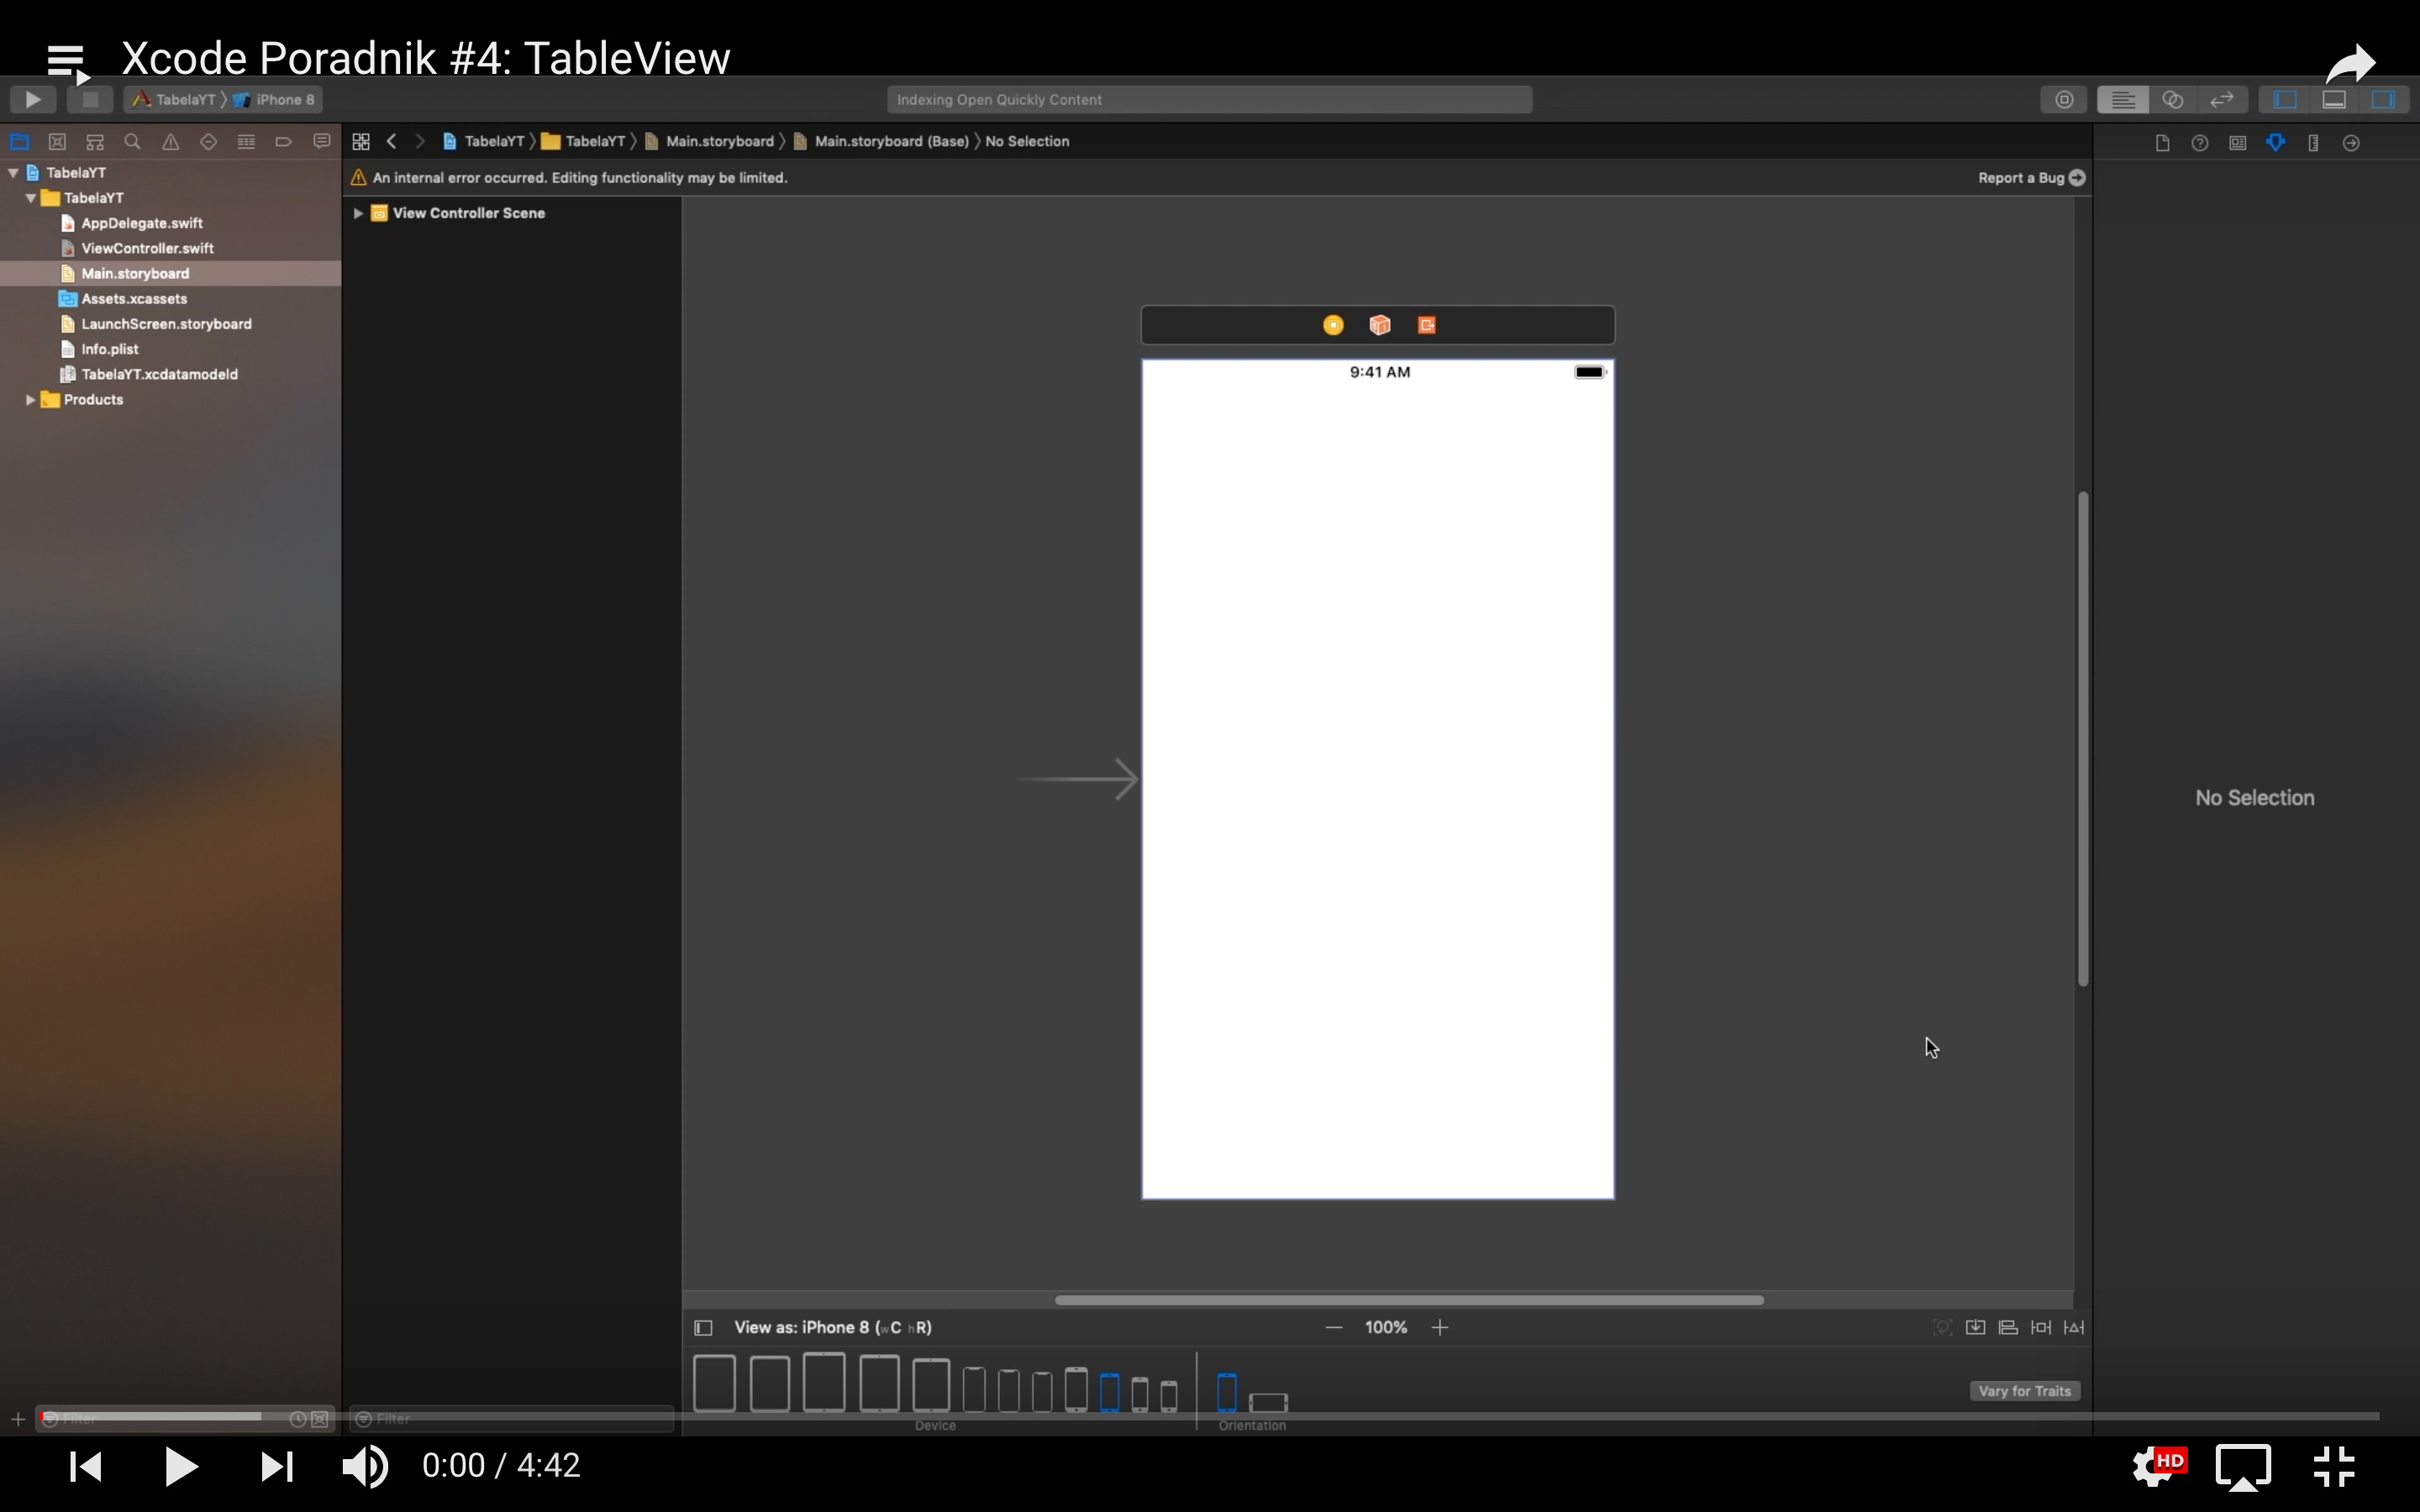 Xcode Poradnik #4: TableView
TabelaYT iPhone 8
Indexing Open Quickly Content
TabelaYT TabelaYT Main.storyboard Main.storyboard (Base) No Selection
An internal error occurred. Editing functionality may be limited.
Report a Bug
TabelaYT
TabelaYT
AppDelegate.swift
ViewController.swift
Main.storyboard
Assets.xcassets
LaunchScreen.storyboard
Info.plist
TabelaYT.xcdatamodeld
Products
View Controller Scene
9:41 AM
No Selection
View as: iPhone 8 (wC hR)
100%
Vary for Traits
Filter
Filter
Device
Orientation
0:00 / 4:42
HD